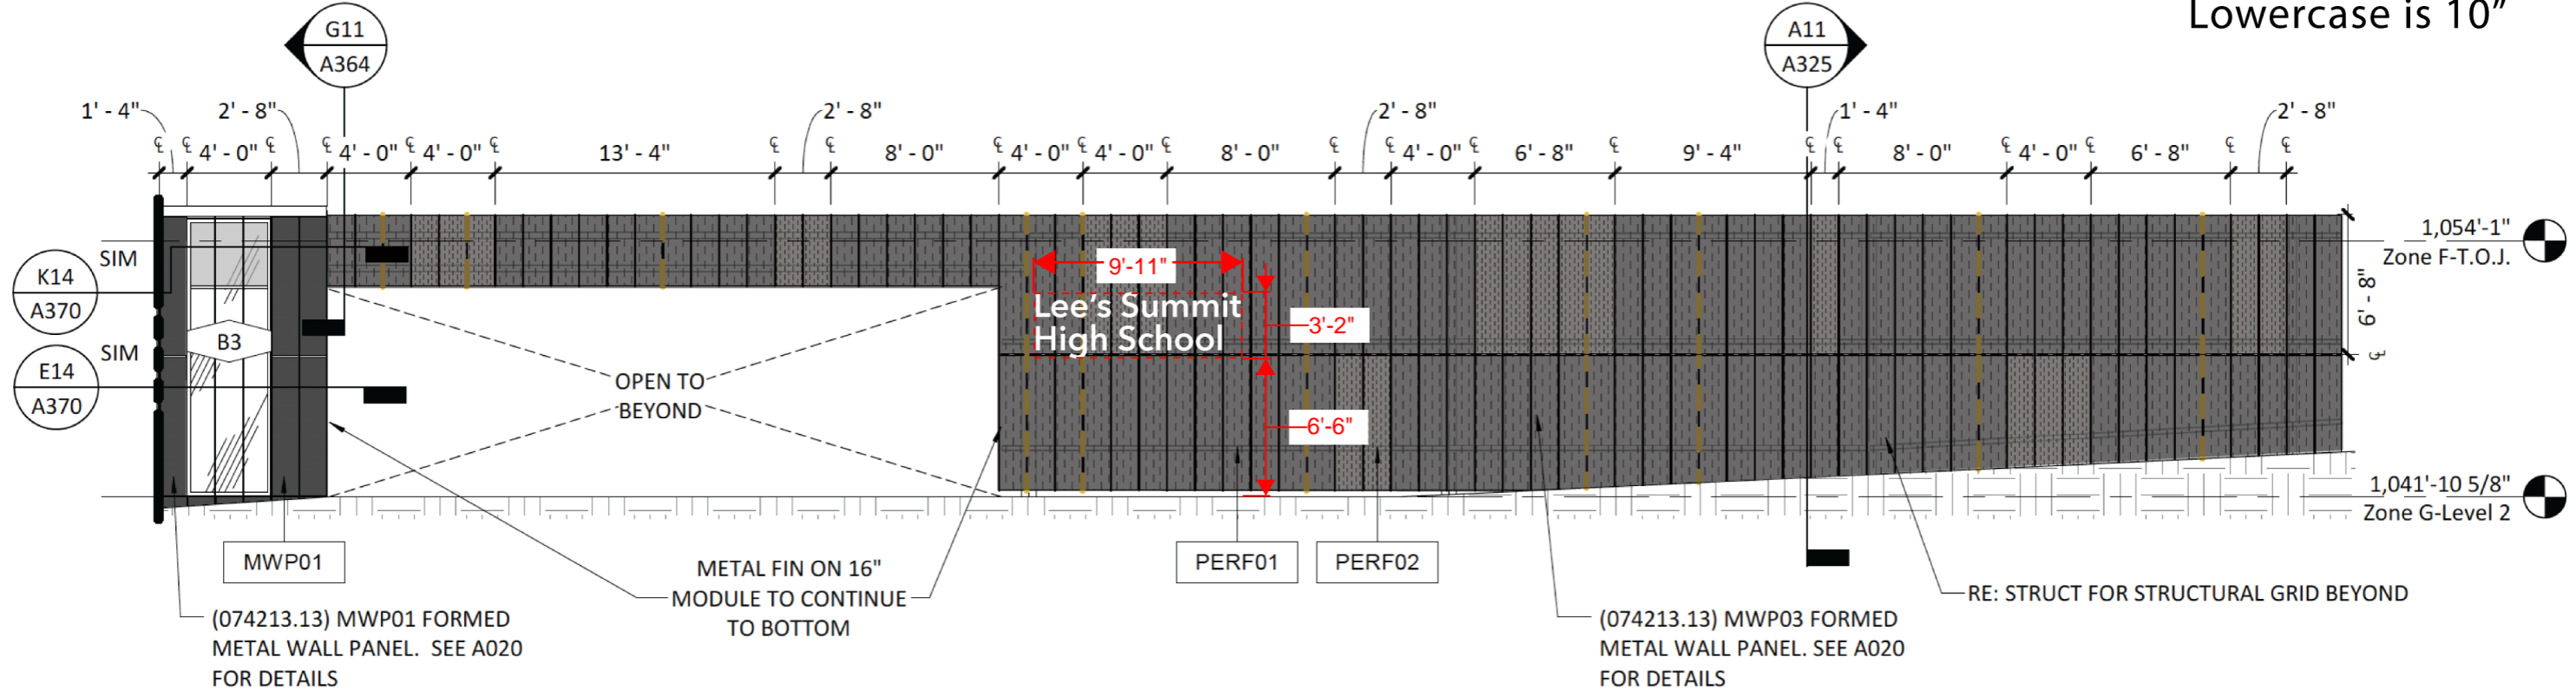 Lowercase is 10"
G11
A364
A11
A325
1' - 4"
2' - 8"
2' - 8"
2' - 8"
1' - 4"
2' - 8"
℄ ℄ ℄ ℄ ℄ ℄ ℄ ℄ ℄ ℄ ℄ ℄ ℄ ℄ ℄ ℄ ℄ ℄ ℄ ℄ ℄
4' - 0" 4' - 0" 4' - 0" 13' - 4" 8' - 0" 4' - 0" 4' - 0" 8' - 0" 4' - 0" 6' - 8" 9' - 4" 8' - 0" 4' - 0" 6' - 8"
1,054'-1"
Zone F-T.O.J.
SIM
K14
A370
9'-11"
Lee's Summit
High School
3'-2"
6' - 8"
℄
B3
SIM
E14
A370
OPEN TO
BEYOND
6'-6"
1,041'-10 5/8"
Zone G-Level 2
MWP01
PERF01
PERF02
METAL FIN ON 16"
MODULE TO CONTINUE
TO BOTTOM
RE: STRUCT FOR STRUCTURAL GRID BEYOND
(074213.13) MWP01 FORMED
METAL WALL PANEL. SEE A020
FOR DETAILS
(074213.13) MWP03 FORMED
METAL WALL PANEL. SEE A020
FOR DETAILS